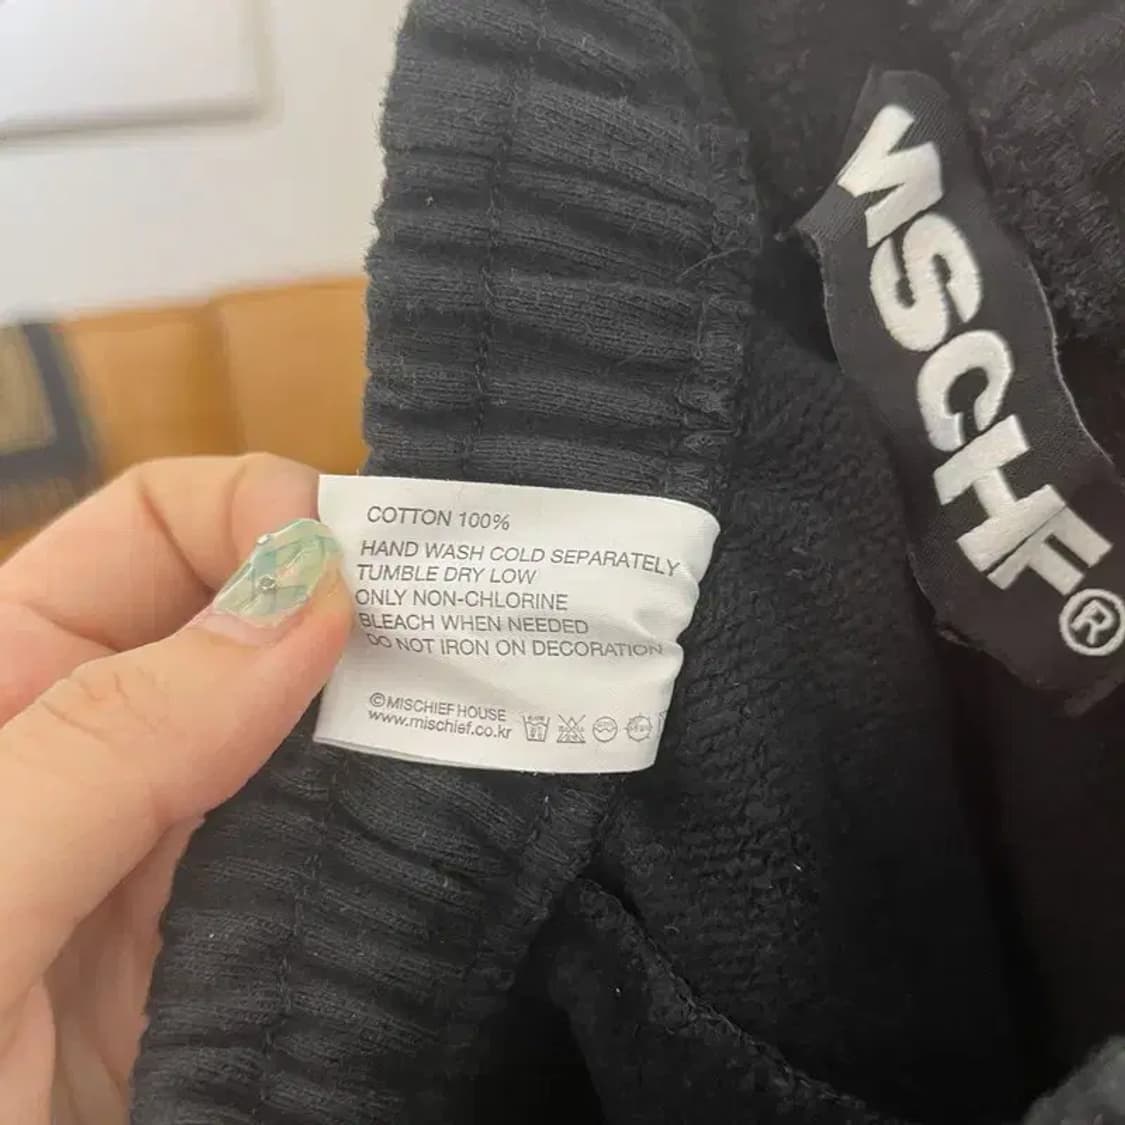 COTTON 100%
HAND WASH COLD SEPARATELY
TUMBLE DRY LOW
ONLY NON-CHLORINE
BLEACH WHEN NEEDED
DO NOT IRON ON DECORATION
©MISCHIEF HOUSE
www.mischief.co.kr
MSCHF®